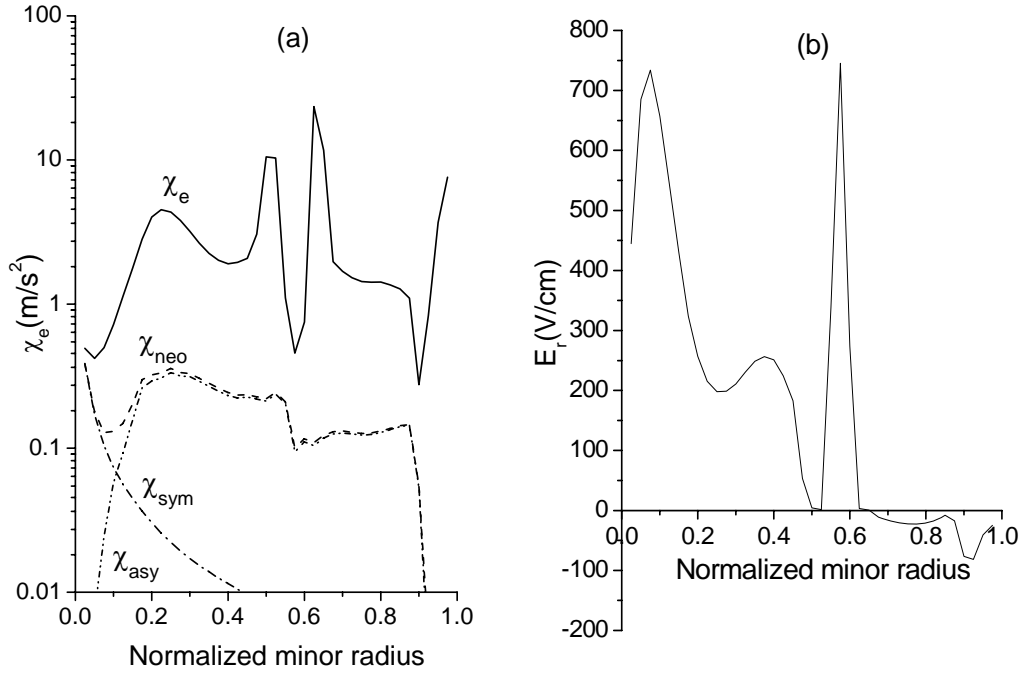 (a)
100
10
1
0.1
0.01
χe(m/s²)
χe
χneo
χsym
χasy
0.0 0.2 0.4 0.6 0.8 1.0
Normalized minor radius
(b)
800
700
600
500
400
300
200
100
0
-100
-200
Er(V/cm)
0.0 0.2 0.4 0.6 0.8 1.0
Normalized minor radius